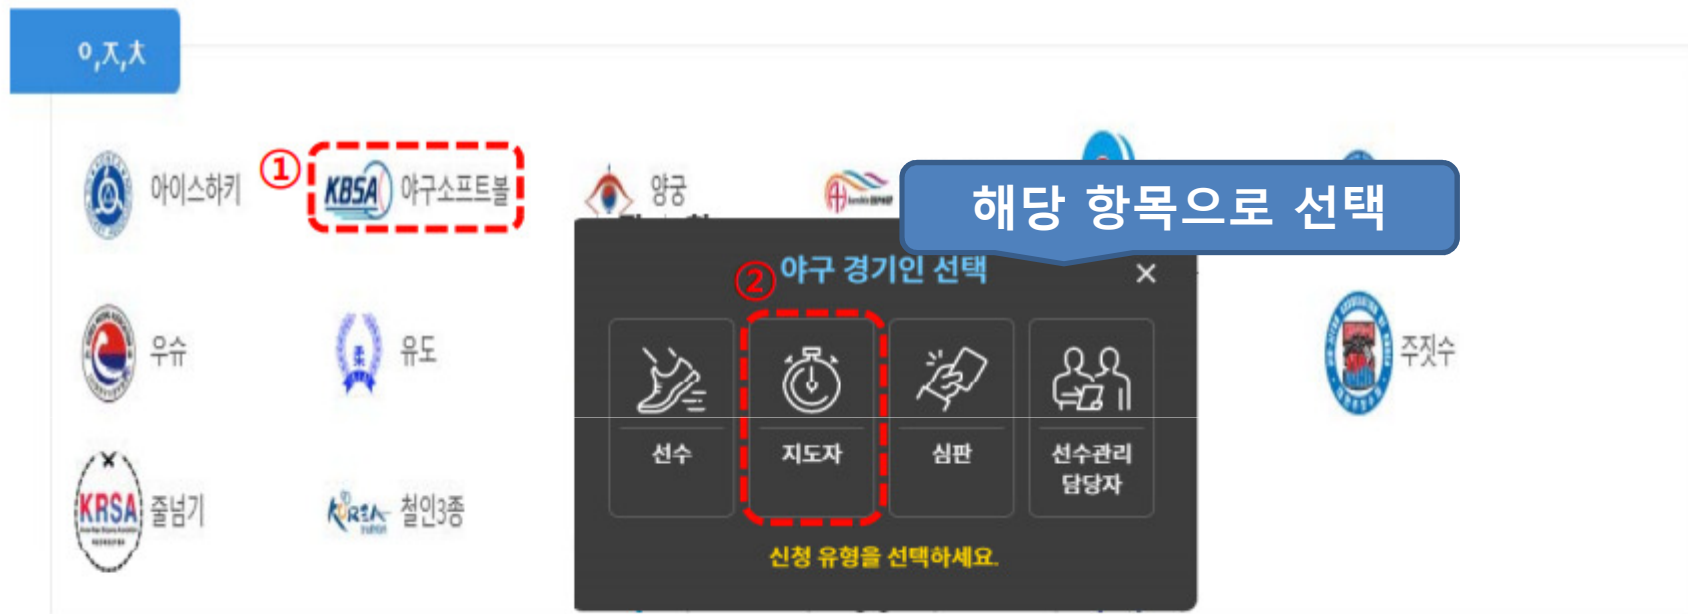 ㅇ,ㅈ,ㅊ
아이스하키
①
KBSA 야구소프트볼
양궁
해당 항목으로 선택
② 야구 경기인 선택 ×
우슈
유도
주짓수
선수
지도자
심판
선수관리
담당자
KRSA 줄넘기
KOREA 철인3종
신청 유형을 선택하세요.